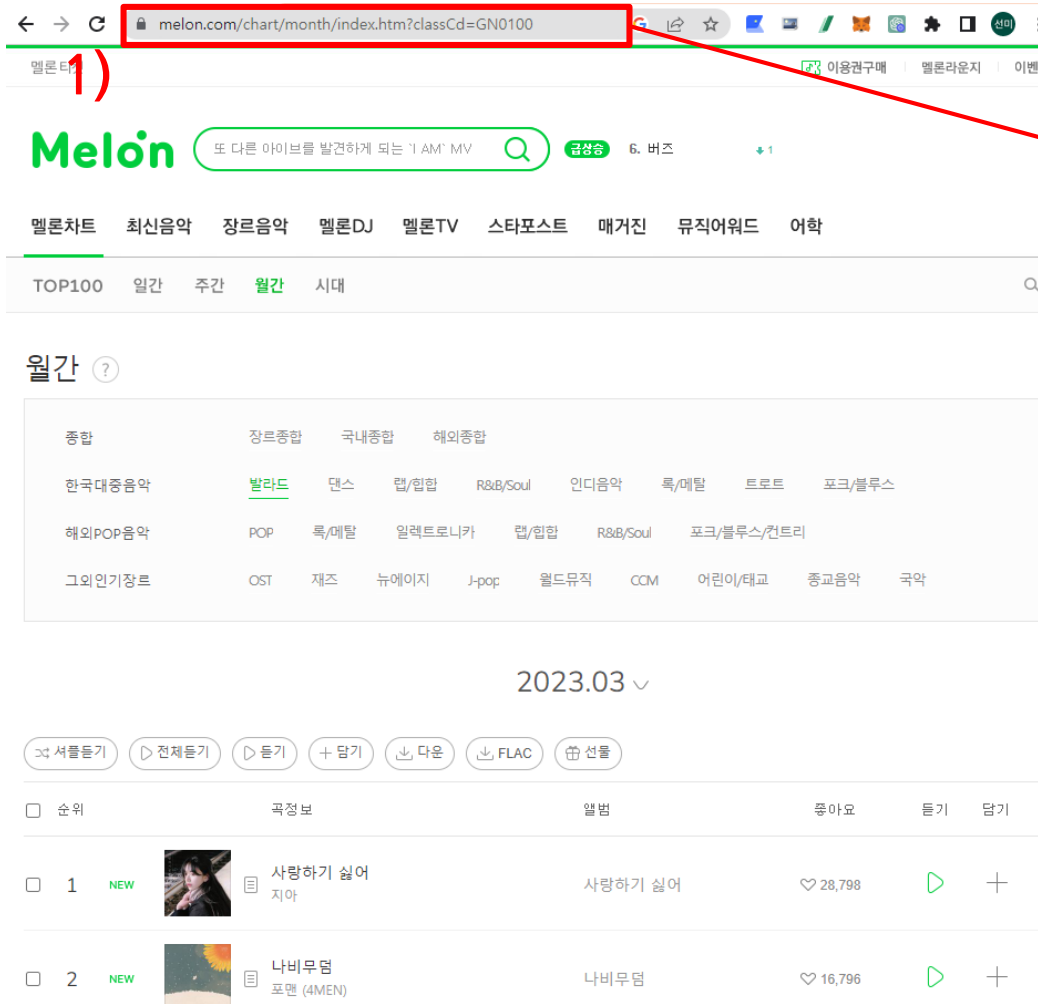 melon.com/chart/month/index.htm?classCd=GN0100
선미
1)
이용권구매 멜론라운지
Melon 또 다른 아이브를 발견하게 되는 'I AM' MV 급상승 6. 버즈 1
멜론차트 최신음악 장르음악 멜론DJ 멜론TV 스타포스트 매거진 뮤직어워드 어학
TOP100 일간 주간 월간 시대
월간 ?
종합 장르종합 국내종합 해외종합
한국대중음악 발라드 댄스 랩/힙합 R&B/Soul 인디음악 록/메탈 트로트 포크/블루스
해외POP음악 POP 록/메탈 일렉트로니카 랩/힙합 R&B/Soul 포크/블루스/컨트리
그외인기장르 OST 재즈 뉴에이지 J-pop 월드뮤직 CCM 어린이/태교 종교음악 국악
2023.03
셔플듣기 전체듣기 듣기 담기 다운 FLAC 선물
순위 곡정보 앨범 좋아요 듣기 담기
1 NEW 사랑하기 싫어 사랑하기 싫어 28,798
지아
2 NEW 나비무덤 나비무덤 16,796
포맨 (4MEN)